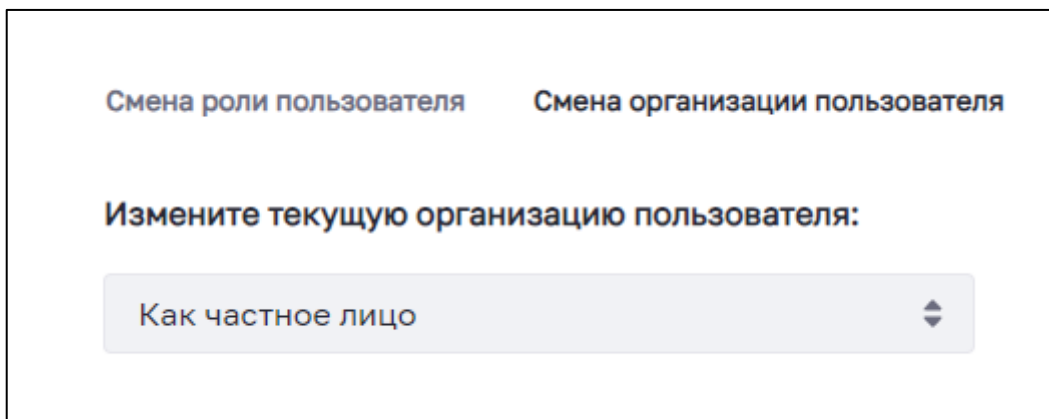 Смена роли пользователя Смена организации пользователя
Измените текущую организацию пользователя:
Как частное лицо